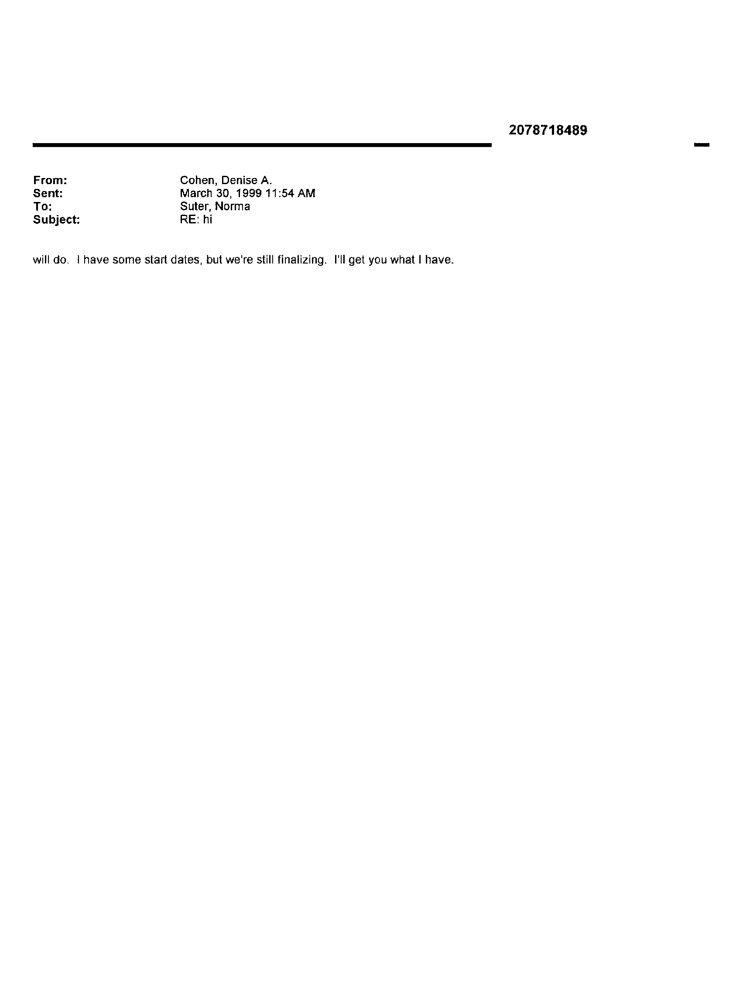 2078718489
From: Cohen, Denise A.
Sent: March 30, 1999 11:54 AM
To: Suter, Norma
Subject: RE: hi
will do.  I have some start dates, but we're still finalizing.  I'll get you what I have.